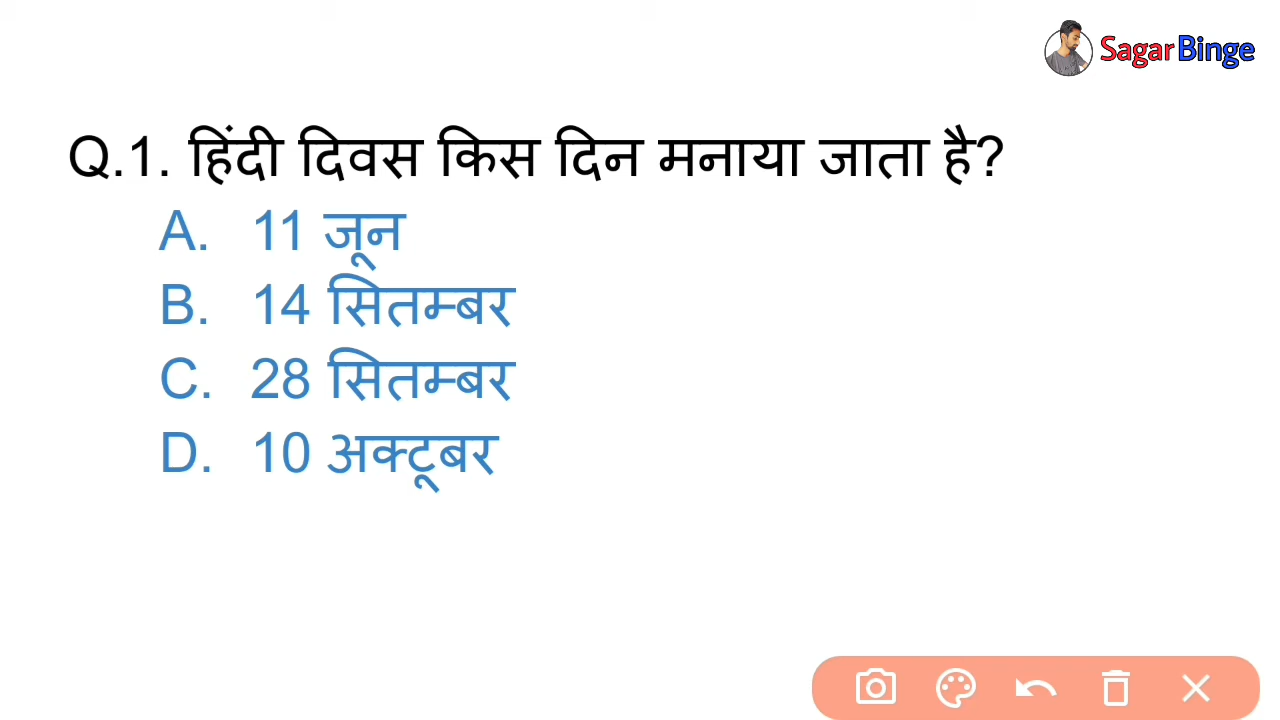 SagarBinge
Q.1. हिंदी दिवस किस दिन मनाया जाता है?
A. 11 जून
B. 14 सितम्बर
C. 28 सितम्बर
D. 10 अक्टूबर